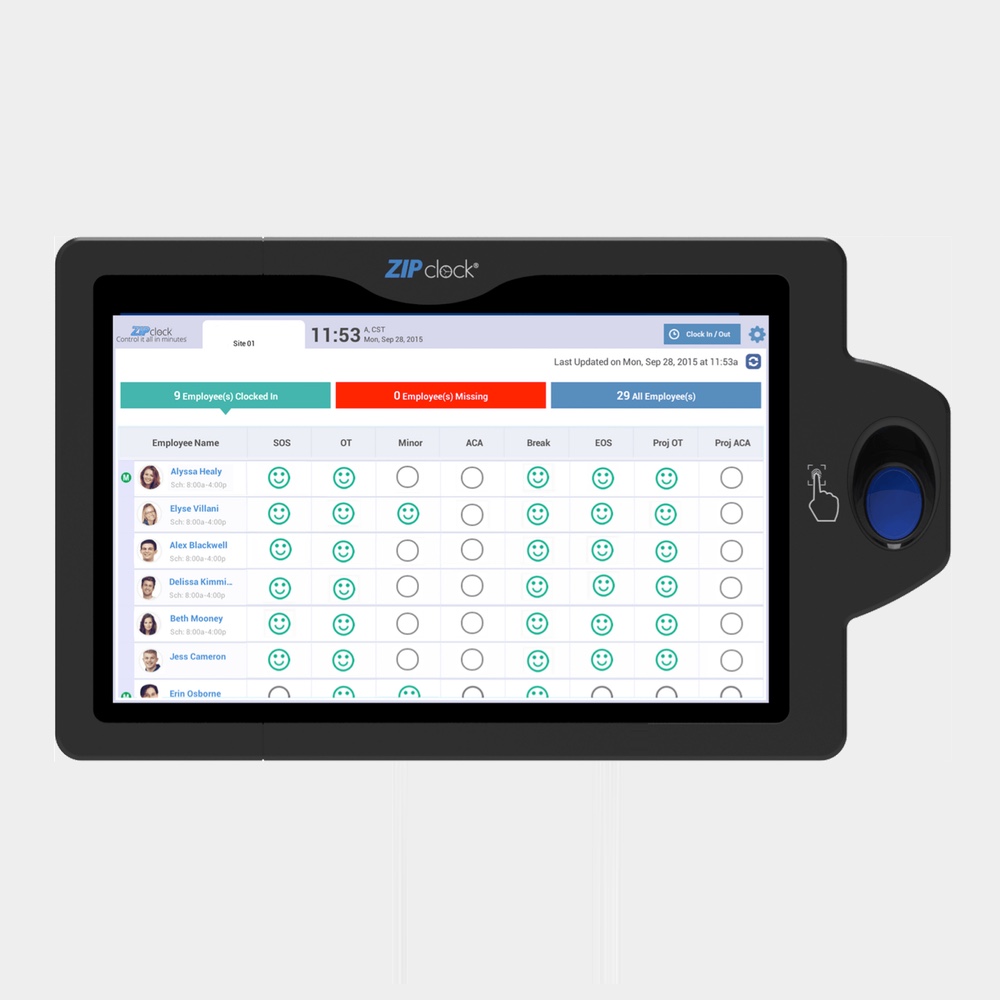 ZIP clock®
ZIP clock
Control it all in minutes
Site 01
11:53 A, CST
Mon, Sep 28, 2015
Clock In / Out
Last Updated on Mon, Sep 28, 2015 at 11:53a
9 Employee(s) Clocked In
0 Employee(s) Missing
29 All Employee(s)
Employee Name SOS OT Minor ACA Break EOS Proj OT Proj ACA
M
Alyssa Healy
Sch: 8:00a-4:00p
Elyse Villani
Sch: 8:00a-4:00p
Alex Blackwell
Sch: 8:00a-4:00p
Delissa Kimmi...
Sch: 8:00a-4:00p
Beth Mooney
Sch: 8:00a-4:00p
Jess Cameron
M
Erin Osborne